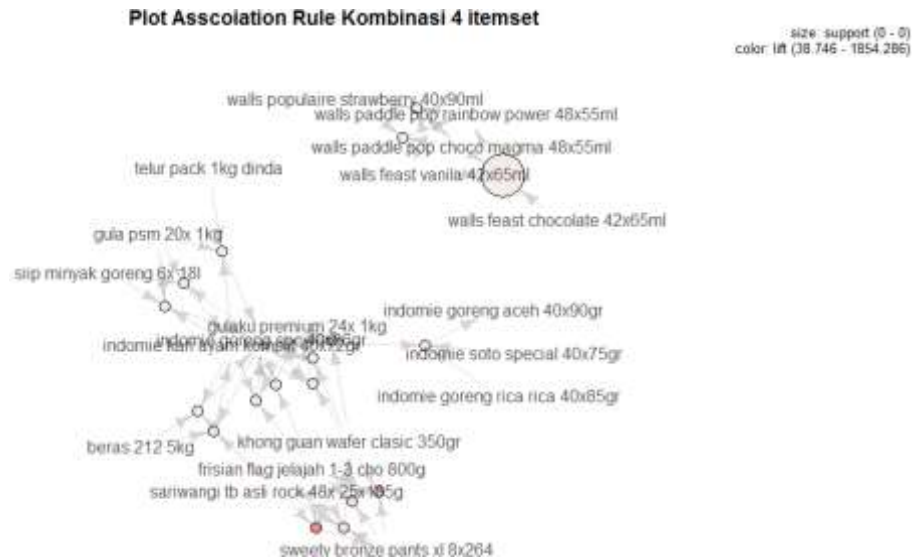 Plot Asscoiation Rule Kombinasi 4 itemset
size: support (0 - 0)
color: lift (38.746 - 1854.286)
walls populaire strawberry 40x90ml
walls paddle pop rainbow power 48x55ml
walls paddle pop choco magma 48x55ml
telur pack 1kg dinda
walls feast vanila 42x65ml
walls feast chocolate 42x65ml
gula psm 20x 1kg
siip minyak goreng 6x 18l
indomie goreng aceh 40x90gr
gulaku premium 24x 1kg
indomie goreng
indomie
indomie soto special 40x75gr
indomie goreng rica rica 40x85gr
beras 212 5kg
khong guan wafer clasic 350gr
frisian flag jelajah 1-3 cho 800g
sariwangi tb asli rock 48x
sweety bronze pants xl 8x264